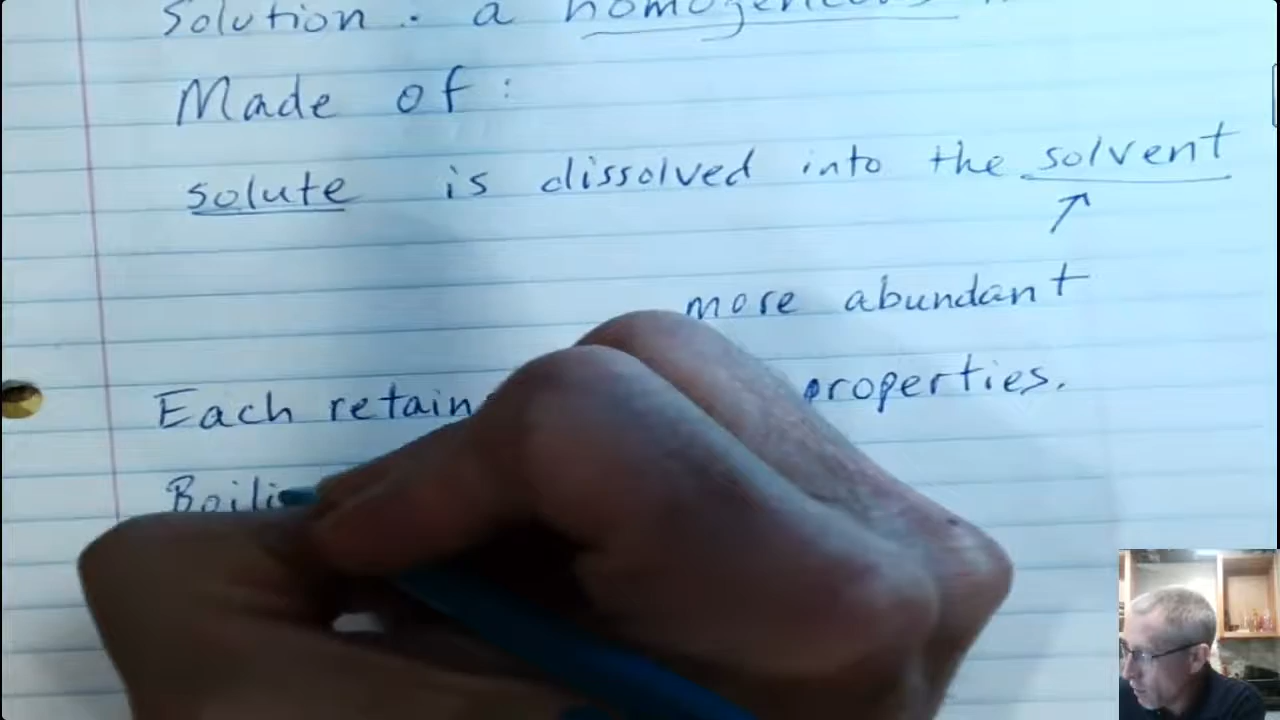 Solution. a
Made of:
solute is dissolved into the solvent
more abundant
Each retain properties.